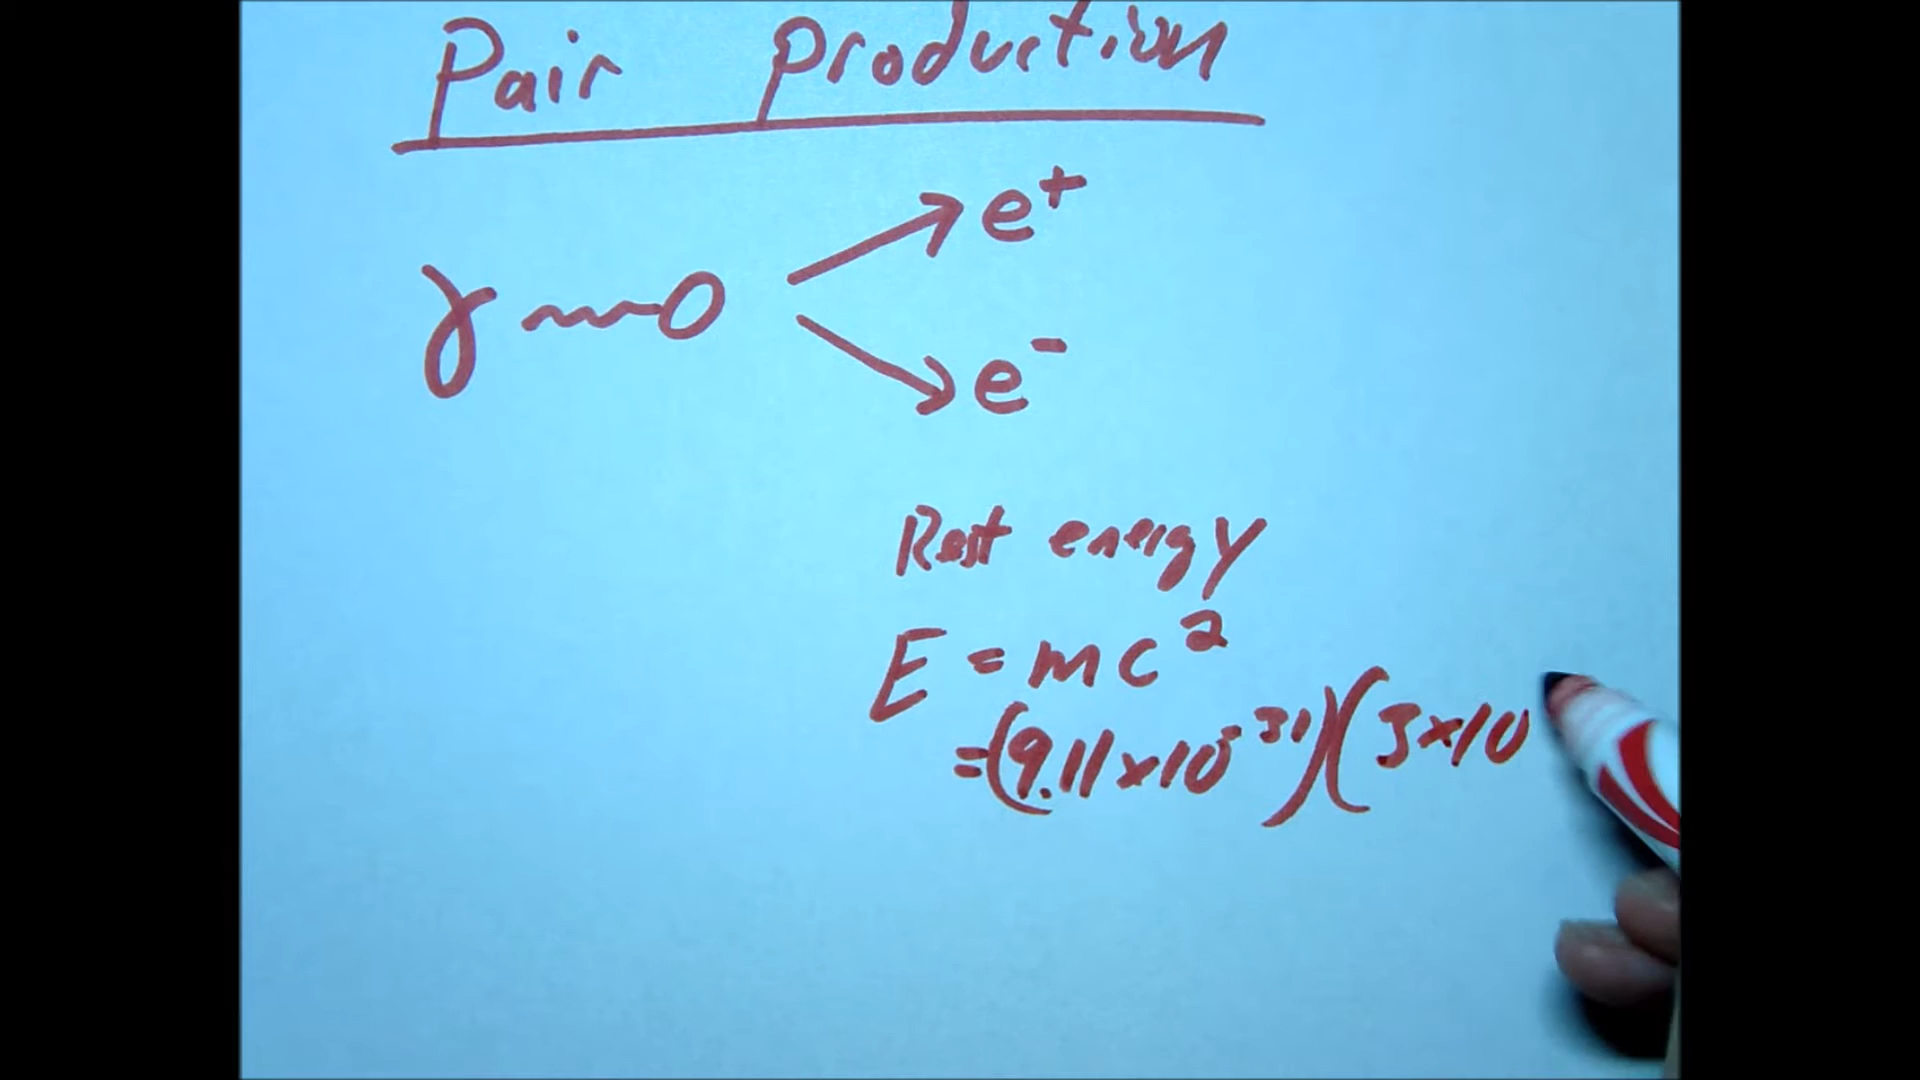 Pair production
γ
e⁺
e⁻
Rest energy
E = mc²
=(9.11×10⁻³¹)(3×10